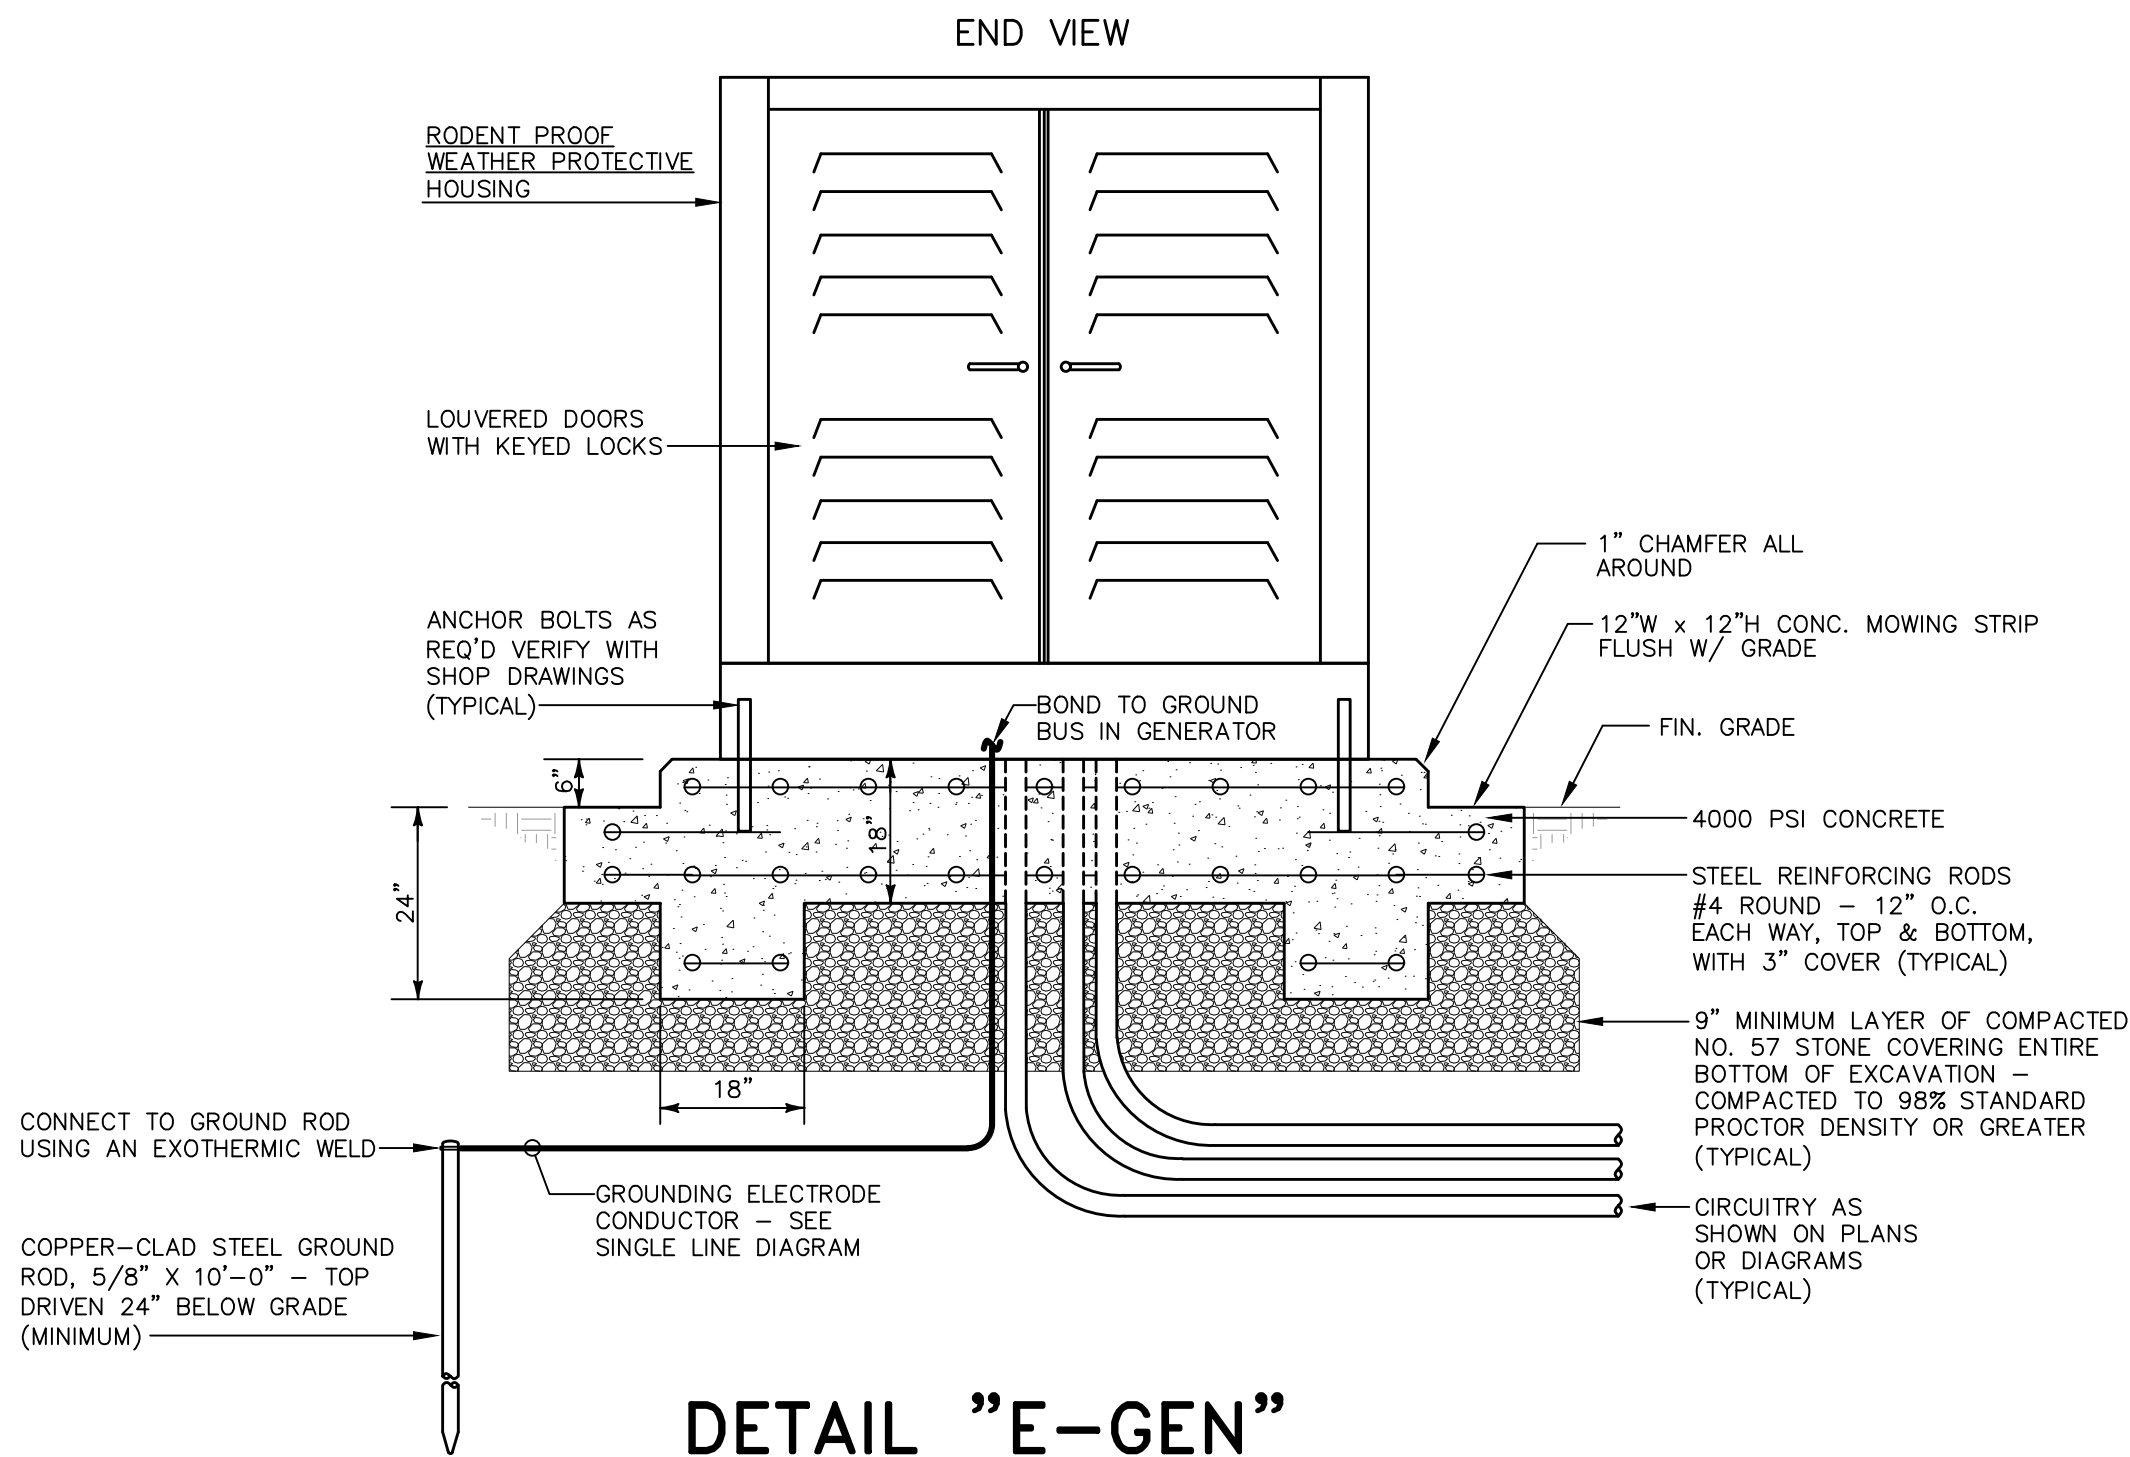 END VIEW
RODENT PROOF
WEATHER PROTECTIVE
HOUSING
LOUVERED DOORS
WITH KEYED LOCKS
ANCHOR BOLTS AS
REQ'D VERIFY WITH
SHOP DRAWINGS
(TYPICAL)
BOND TO GROUND
BUS IN GENERATOR
1" CHAMFER ALL
AROUND
12"W x 12"H CONC. MOWING STRIP
FLUSH W/ GRADE
FIN. GRADE
4000 PSI CONCRETE
STEEL REINFORCING RODS
#4 ROUND – 12" O.C.
EACH WAY, TOP & BOTTOM,
WITH 3" COVER (TYPICAL)
9" MINIMUM LAYER OF COMPACTED
NO. 57 STONE COVERING ENTIRE
BOTTOM OF EXCAVATION –
COMPACTED TO 98% STANDARD
PROCTOR DENSITY OR GREATER
(TYPICAL)
CIRCUITRY AS
SHOWN ON PLANS
OR DIAGRAMS
(TYPICAL)
6"
18"
24"
18"
CONNECT TO GROUND ROD
USING AN EXOTHERMIC WELD
GROUNDING ELECTRODE
CONDUCTOR – SEE
SINGLE LINE DIAGRAM
COPPER–CLAD STEEL GROUND
ROD, 5/8" X 10'–0" – TOP
DRIVEN 24" BELOW GRADE
(MINIMUM)
DETAIL "E–GEN"